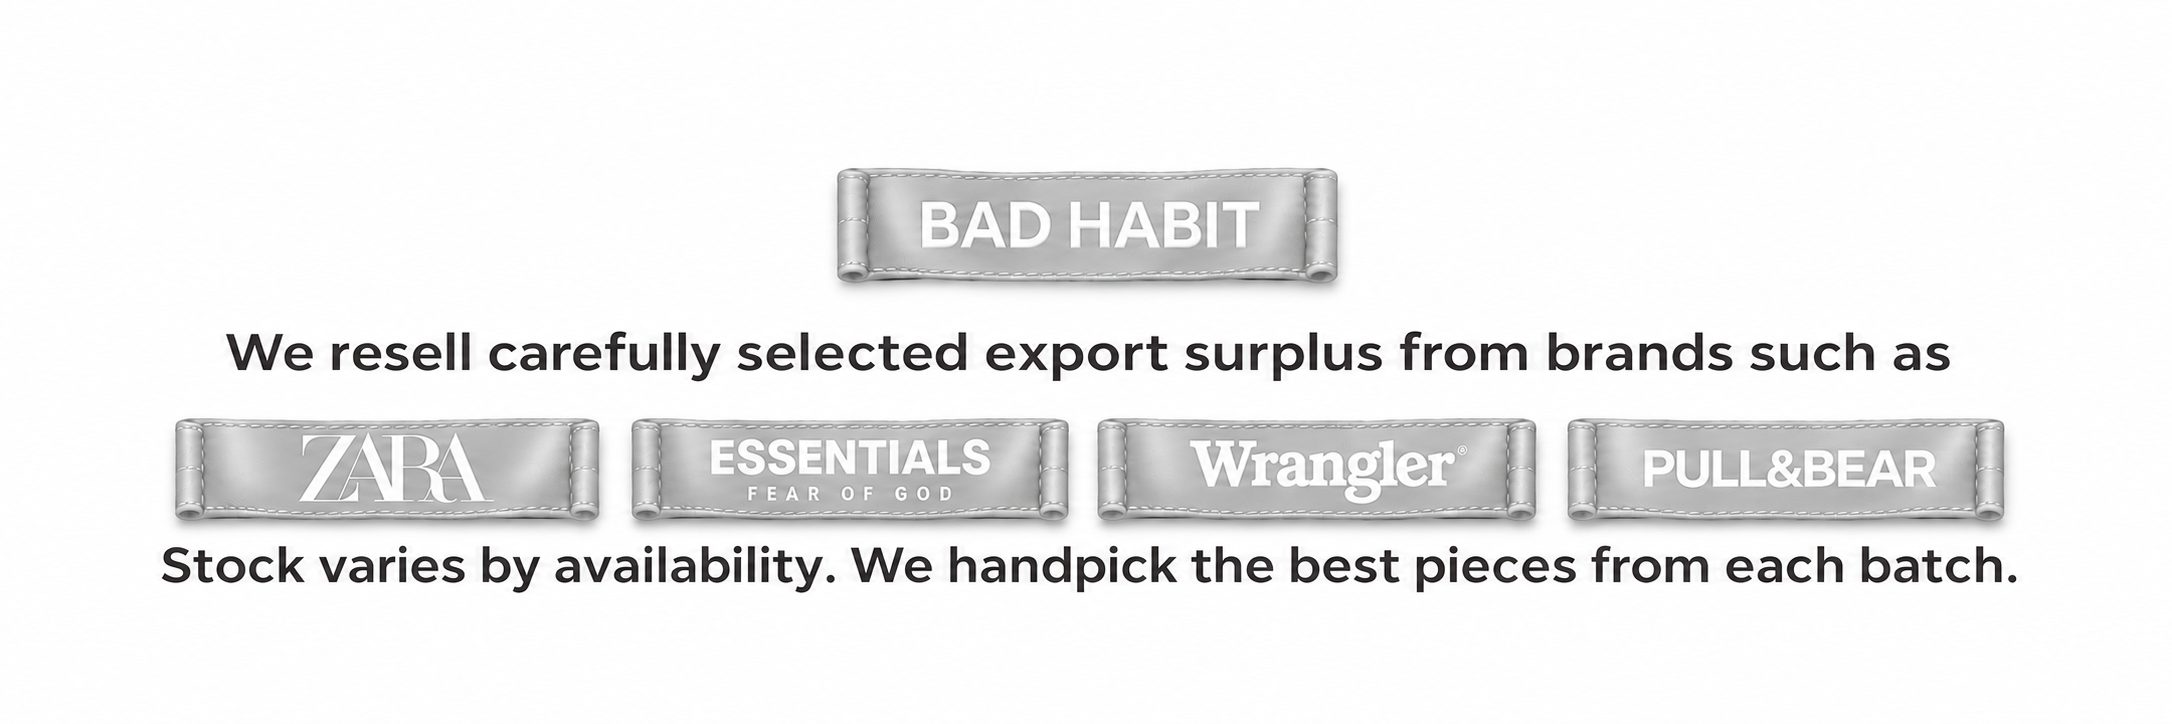 BAD HABIT
We resell carefully selected export surplus from brands such as
ZARA
ESSENTIALS
FEAR OF GOD
Wrangler®
PULL&BEAR
Stock varies by availability. We handpick the best pieces from each batch.